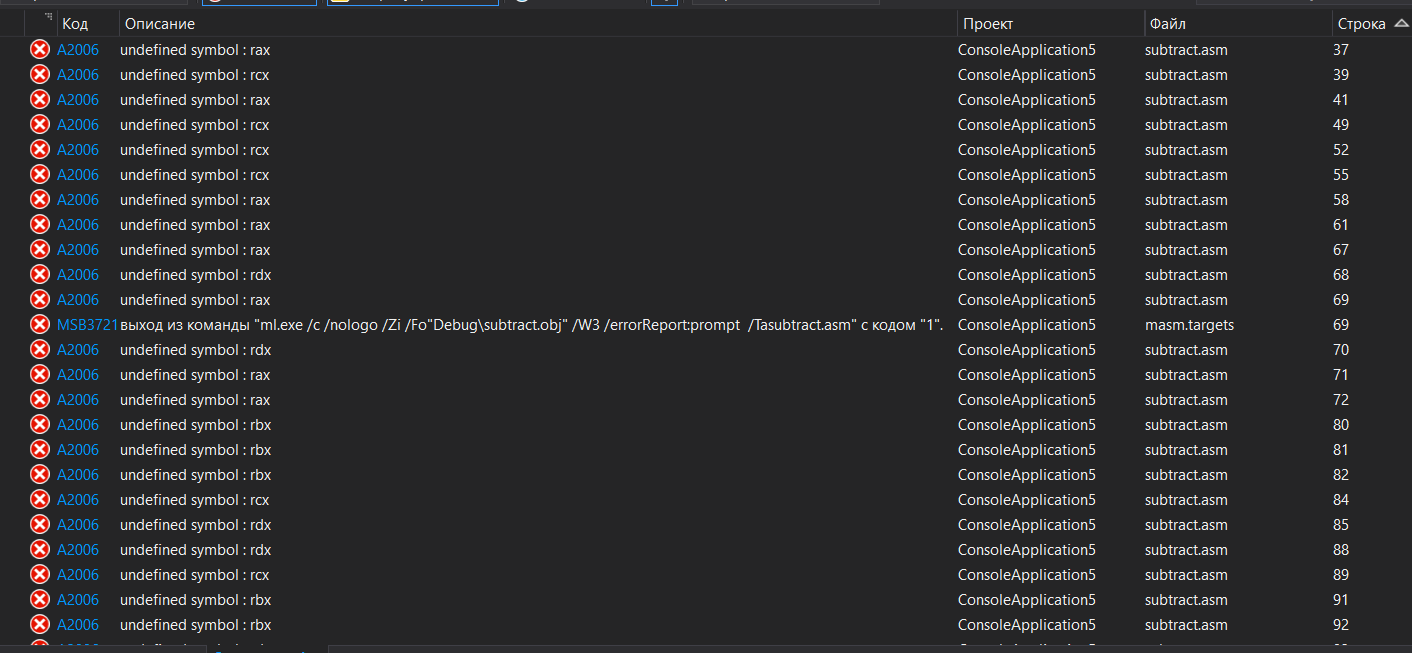 Код Описание Проект Файл Строка
A2006 undefined symbol : rax ConsoleApplication5 subtract.asm 37
A2006 undefined symbol : rcx ConsoleApplication5 subtract.asm 39
A2006 undefined symbol : rax ConsoleApplication5 subtract.asm 41
A2006 undefined symbol : rcx ConsoleApplication5 subtract.asm 49
A2006 undefined symbol : rcx ConsoleApplication5 subtract.asm 52
A2006 undefined symbol : rcx ConsoleApplication5 subtract.asm 55
A2006 undefined symbol : rax ConsoleApplication5 subtract.asm 58
A2006 undefined symbol : rax ConsoleApplication5 subtract.asm 61
A2006 undefined symbol : rax ConsoleApplication5 subtract.asm 67
A2006 undefined symbol : rdx ConsoleApplication5 subtract.asm 68
A2006 undefined symbol : rax ConsoleApplication5 subtract.asm 69
MSB3721 выход из команды "ml.exe /c /nologo /Zi /Fo"Debug\subtract.obj" /W3 /errorReport:prompt /Tasubtract.asm" с кодом "1". ConsoleApplication5 masm.targets 69
A2006 undefined symbol : rdx ConsoleApplication5 subtract.asm 70
A2006 undefined symbol : rax ConsoleApplication5 subtract.asm 71
A2006 undefined symbol : rax ConsoleApplication5 subtract.asm 72
A2006 undefined symbol : rbx ConsoleApplication5 subtract.asm 80
A2006 undefined symbol : rbx ConsoleApplication5 subtract.asm 81
A2006 undefined symbol : rbx ConsoleApplication5 subtract.asm 82
A2006 undefined symbol : rcx ConsoleApplication5 subtract.asm 84
A2006 undefined symbol : rdx ConsoleApplication5 subtract.asm 85
A2006 undefined symbol : rdx ConsoleApplication5 subtract.asm 88
A2006 undefined symbol : rcx ConsoleApplication5 subtract.asm 89
A2006 undefined symbol : rbx ConsoleApplication5 subtract.asm 91
A2006 undefined symbol : rbx ConsoleApplication5 subtract.asm 92